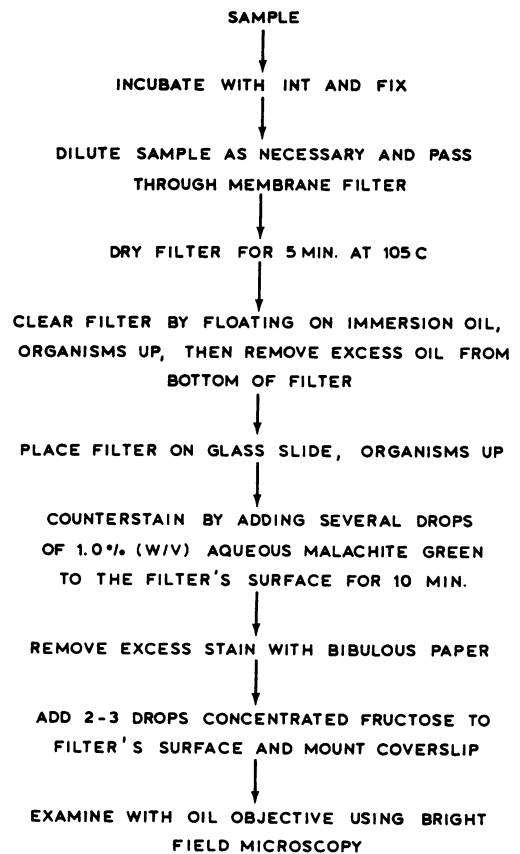 SAMPLE
INCUBATE WITH INT AND FIX
DILUTE SAMPLE AS NECESSARY AND PASS
THROUGH MEMBRANE FILTER
DRY FILTER FOR 5 MIN. AT 105 C
CLEAR FILTER BY FLOATING ON IMMERSION OIL,
ORGANISMS UP, THEN REMOVE EXCESS OIL FROM
BOTTOM OF FILTER
PLACE FILTER ON GLASS SLIDE, ORGANISMS UP
COUNTERSTAIN BY ADDING SEVERAL DROPS
OF 1.0% (W/V) AQUEOUS MALACHITE GREEN
TO THE FILTER'S SURFACE FOR 10 MIN.
REMOVE EXCESS STAIN WITH BIBULOUS PAPER
ADD 2-3 DROPS CONCENTRATED FRUCTOSE TO
FILTER'S SURFACE AND MOUNT COVERSLIP
EXAMINE WITH OIL OBJECTIVE USING BRIGHT
FIELD MICROSCOPY